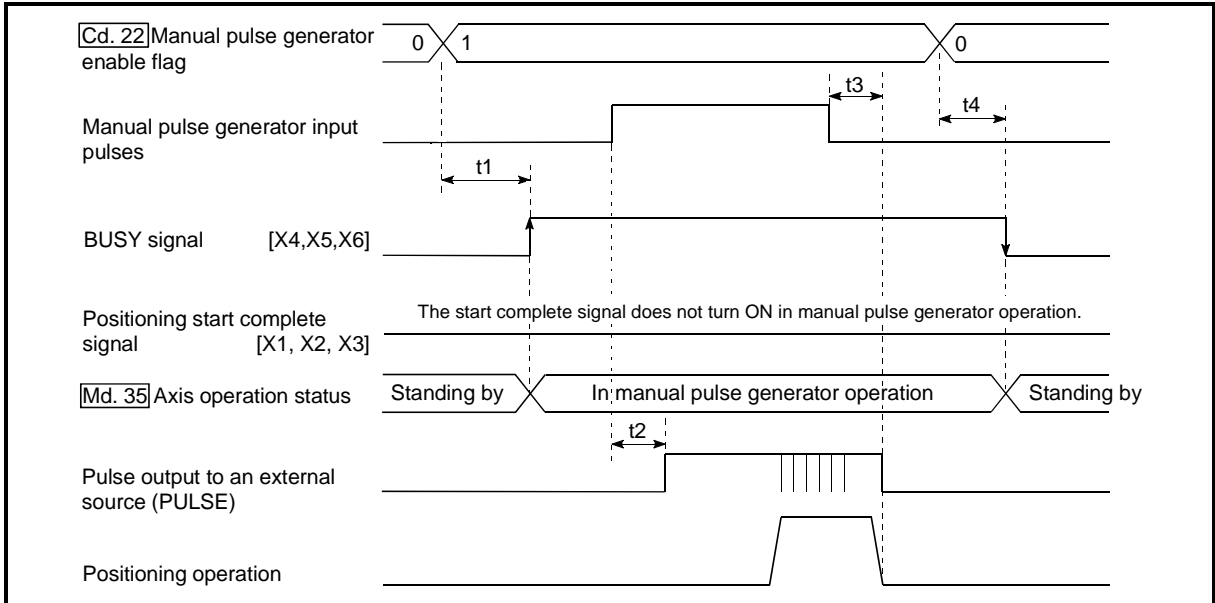 Cd. 22 Manual pulse generator
enable flag
0 1 0
t3
t4
Manual pulse generator input
pulses
t1
BUSY signal [X4,X5,X6]
The start complete signal does not turn ON in manual pulse generator operation.
Positioning start complete
signal [X1, X2, X3]
Md. 35 Axis operation status
Standing by In manual pulse generator operation Standing by
t2
Pulse output to an external
source (PULSE)
Positioning operation